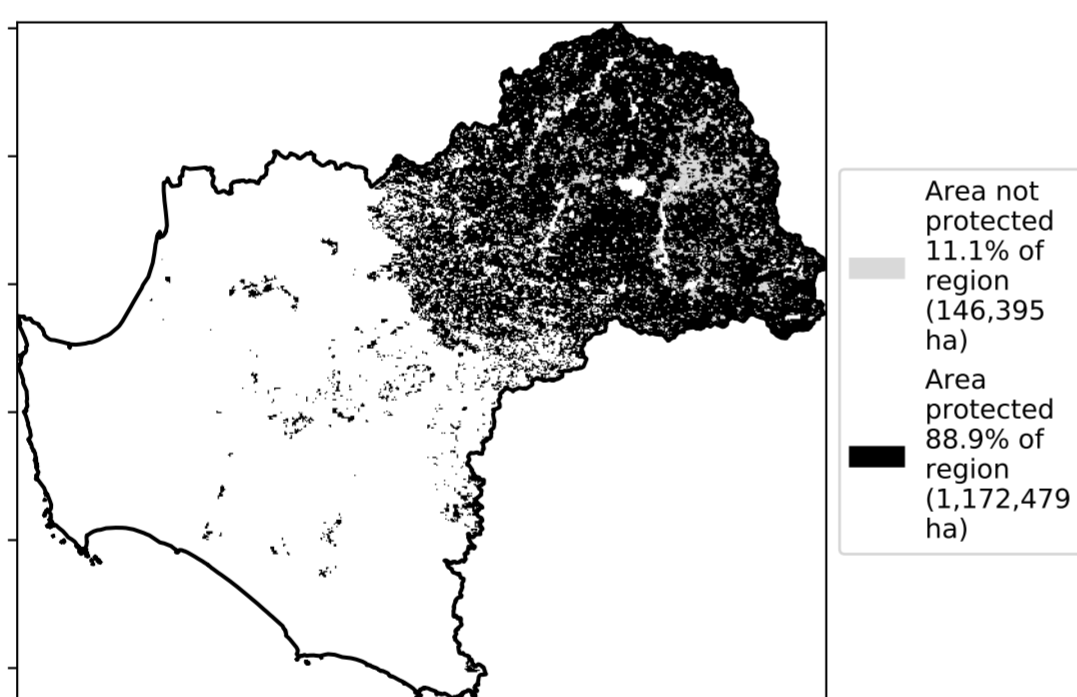 Area not
protected
11.1% of
region
(146,395
ha)
Area
protected
88.9% of
region
(1,172,479
ha)